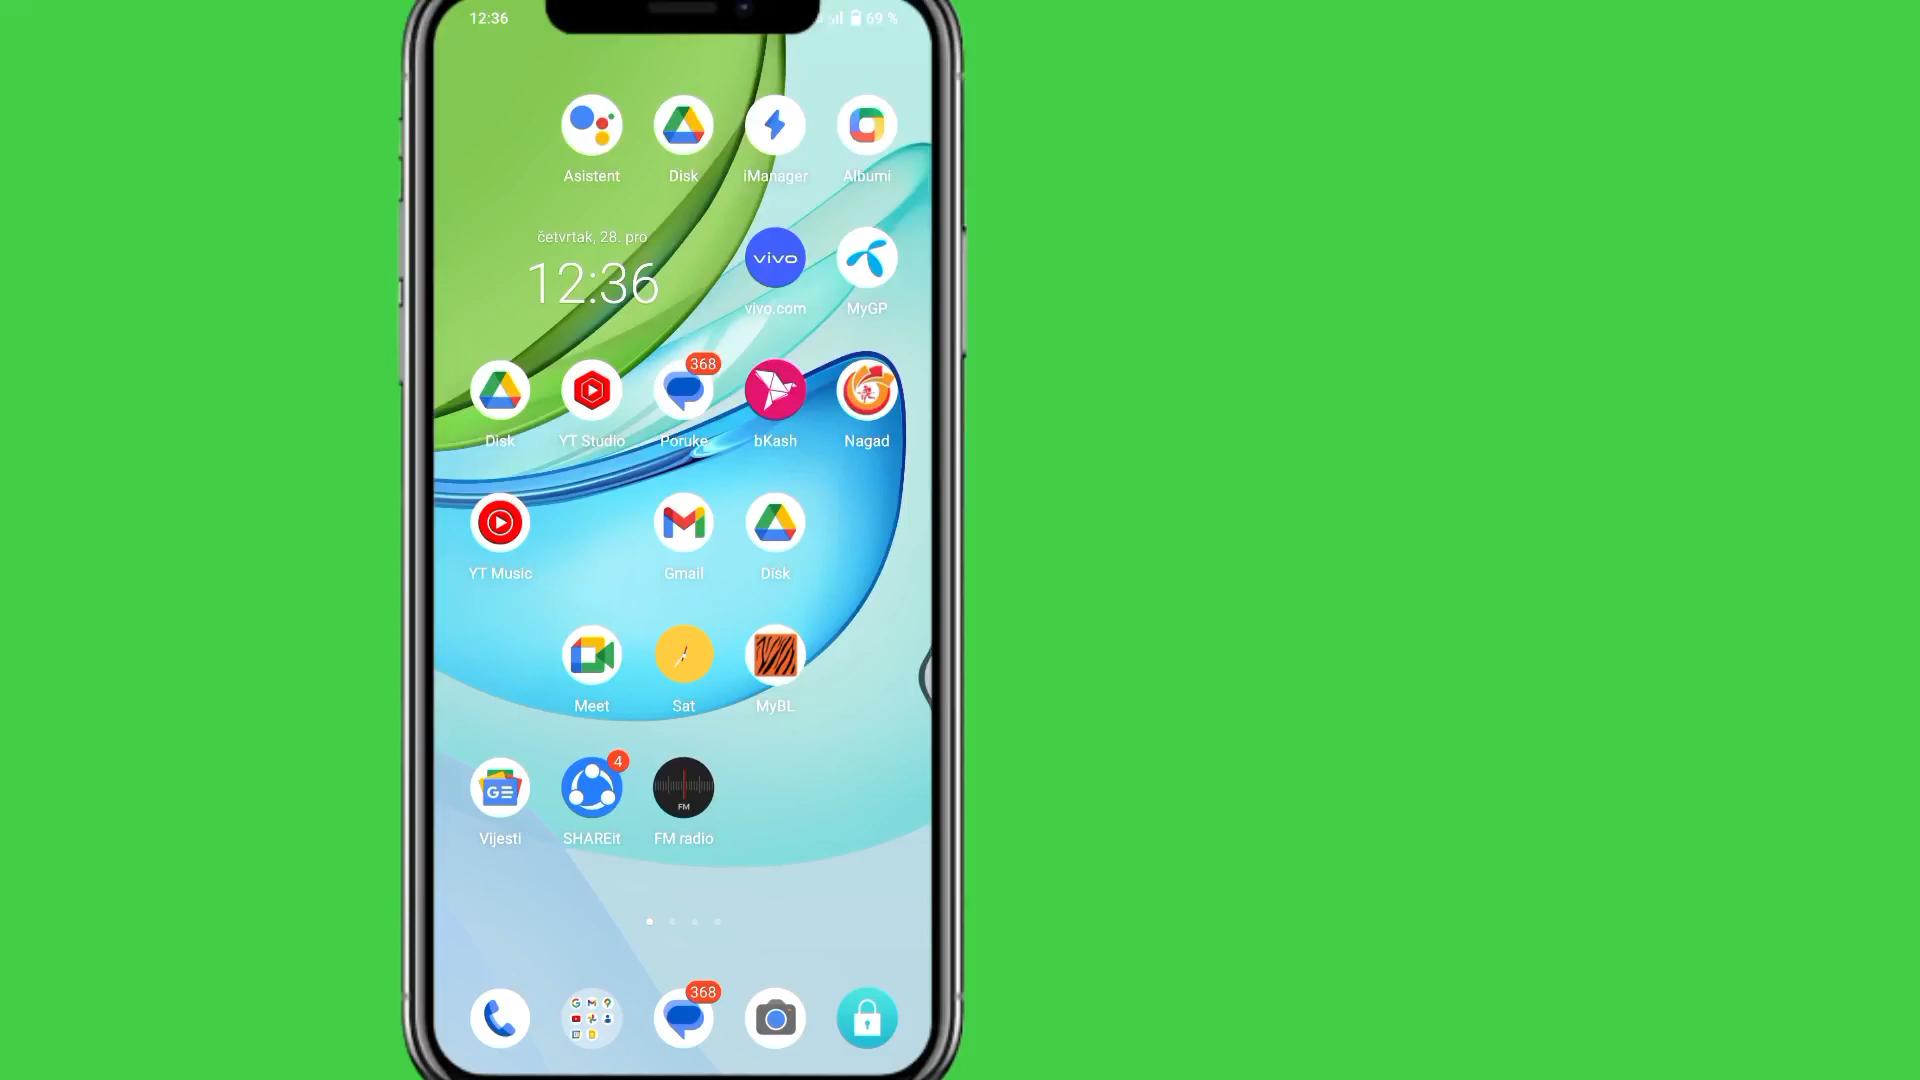 12:36
69 %
Asistent
Disk
iManager
Albumi
četvrtak, 28. pro
12:36
vivo
vivo.com
MyGP
368
Disk
YT Studio
Poruke
bKash
Nagad
YT Music
Gmail
Disk
Meet
Sat
MyBL
4
FM
Vijesti
SHAREit
FM radio
368